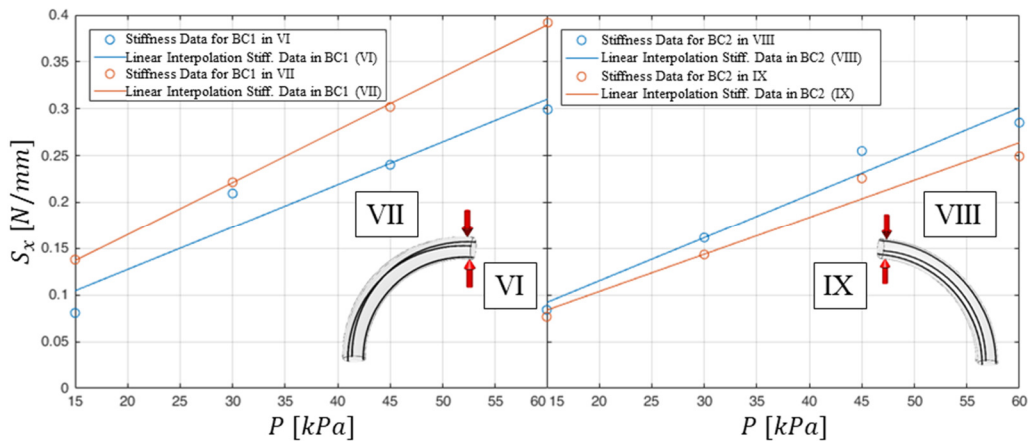 Stiffness Data for BC1 in VI
Linear Interpolation Stiff. Data in BC1 (VI)
Stiffness Data for BC1 in VII
Linear Interpolation Stiff. Data in BC1 (VII)
Stiffness Data for BC2 in VIII
Linear Interpolation Stiff. Data in BC2 (VIII)
Stiffness Data for BC2 in IX
Linear Interpolation Stiff. Data in BC2 (IX)
0.4
0.35
0.3
0.25
0.2
0.15
0.1
0.05
0
S_x [N/mm]
VII
VI
VIII
IX
15 20 25 30 35 40 45 50 55 60 15 20 25 30 35 40 45 50 55 60
P [kPa]
P [kPa]